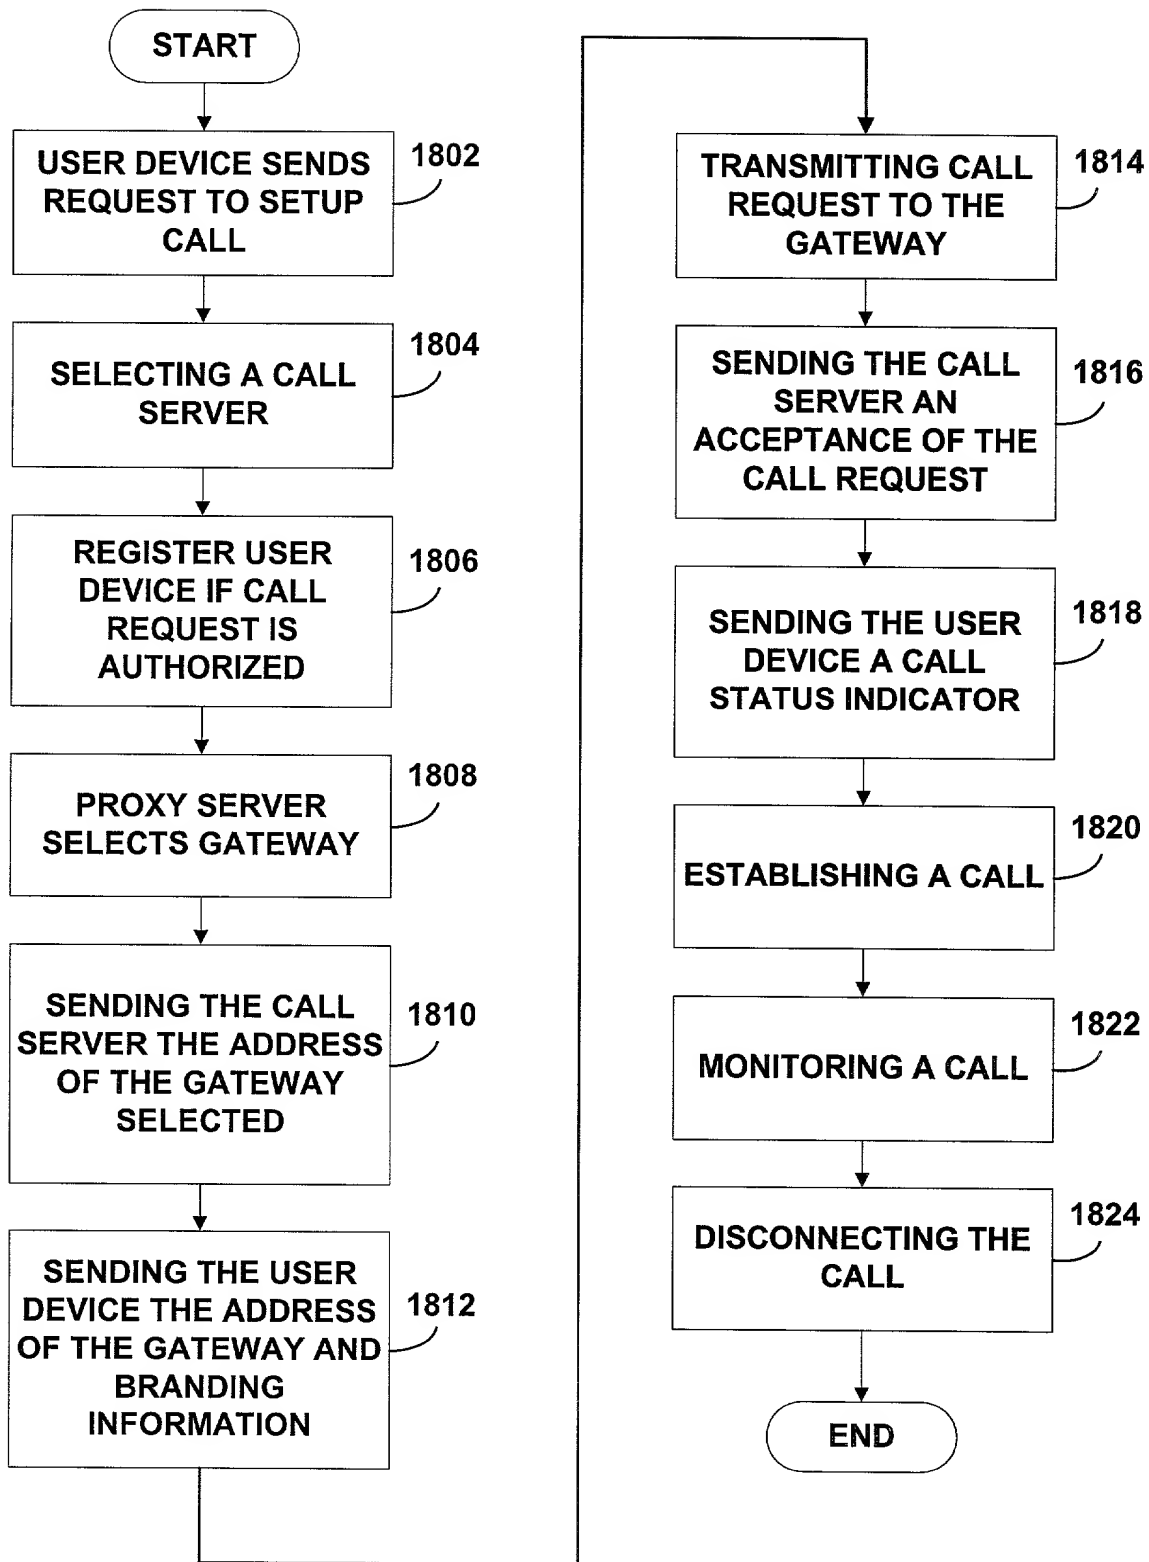 START
USER DEVICE SENDS
REQUEST TO SETUP
CALL
1802
SELECTING A CALL
SERVER
1804
REGISTER USER
DEVICE IF CALL
REQUEST IS
AUTHORIZED
1806
PROXY SERVER
SELECTS GATEWAY
1808
SENDING THE CALL
SERVER THE ADDRESS
OF THE GATEWAY
SELECTED
1810
SENDING THE USER
DEVICE THE ADDRESS
OF THE GATEWAY AND
BRANDING
INFORMATION
1812
TRANSMITTING CALL
REQUEST TO THE
GATEWAY
1814
SENDING THE CALL
SERVER AN
ACCEPTANCE OF THE
CALL REQUEST
1816
SENDING THE USER
DEVICE A CALL
STATUS INDICATOR
1818
ESTABLISHING A CALL
1820
MONITORING A CALL
1822
DISCONNECTING THE
CALL
1824
END